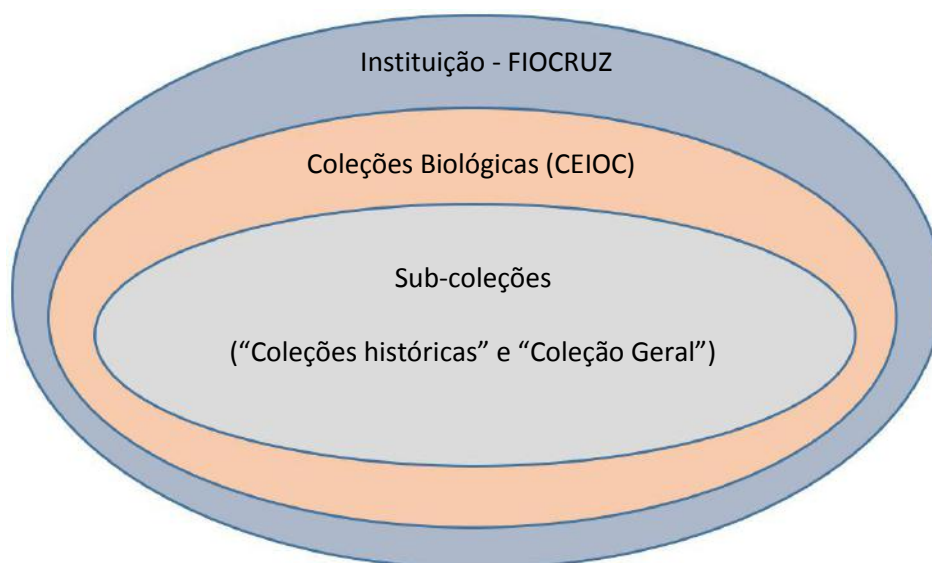 Instituição - FIOCRUZ
Coleções Biológicas (CEIOC)
Sub-coleções
(“Coleções históricas” e “Coleção Geral”)